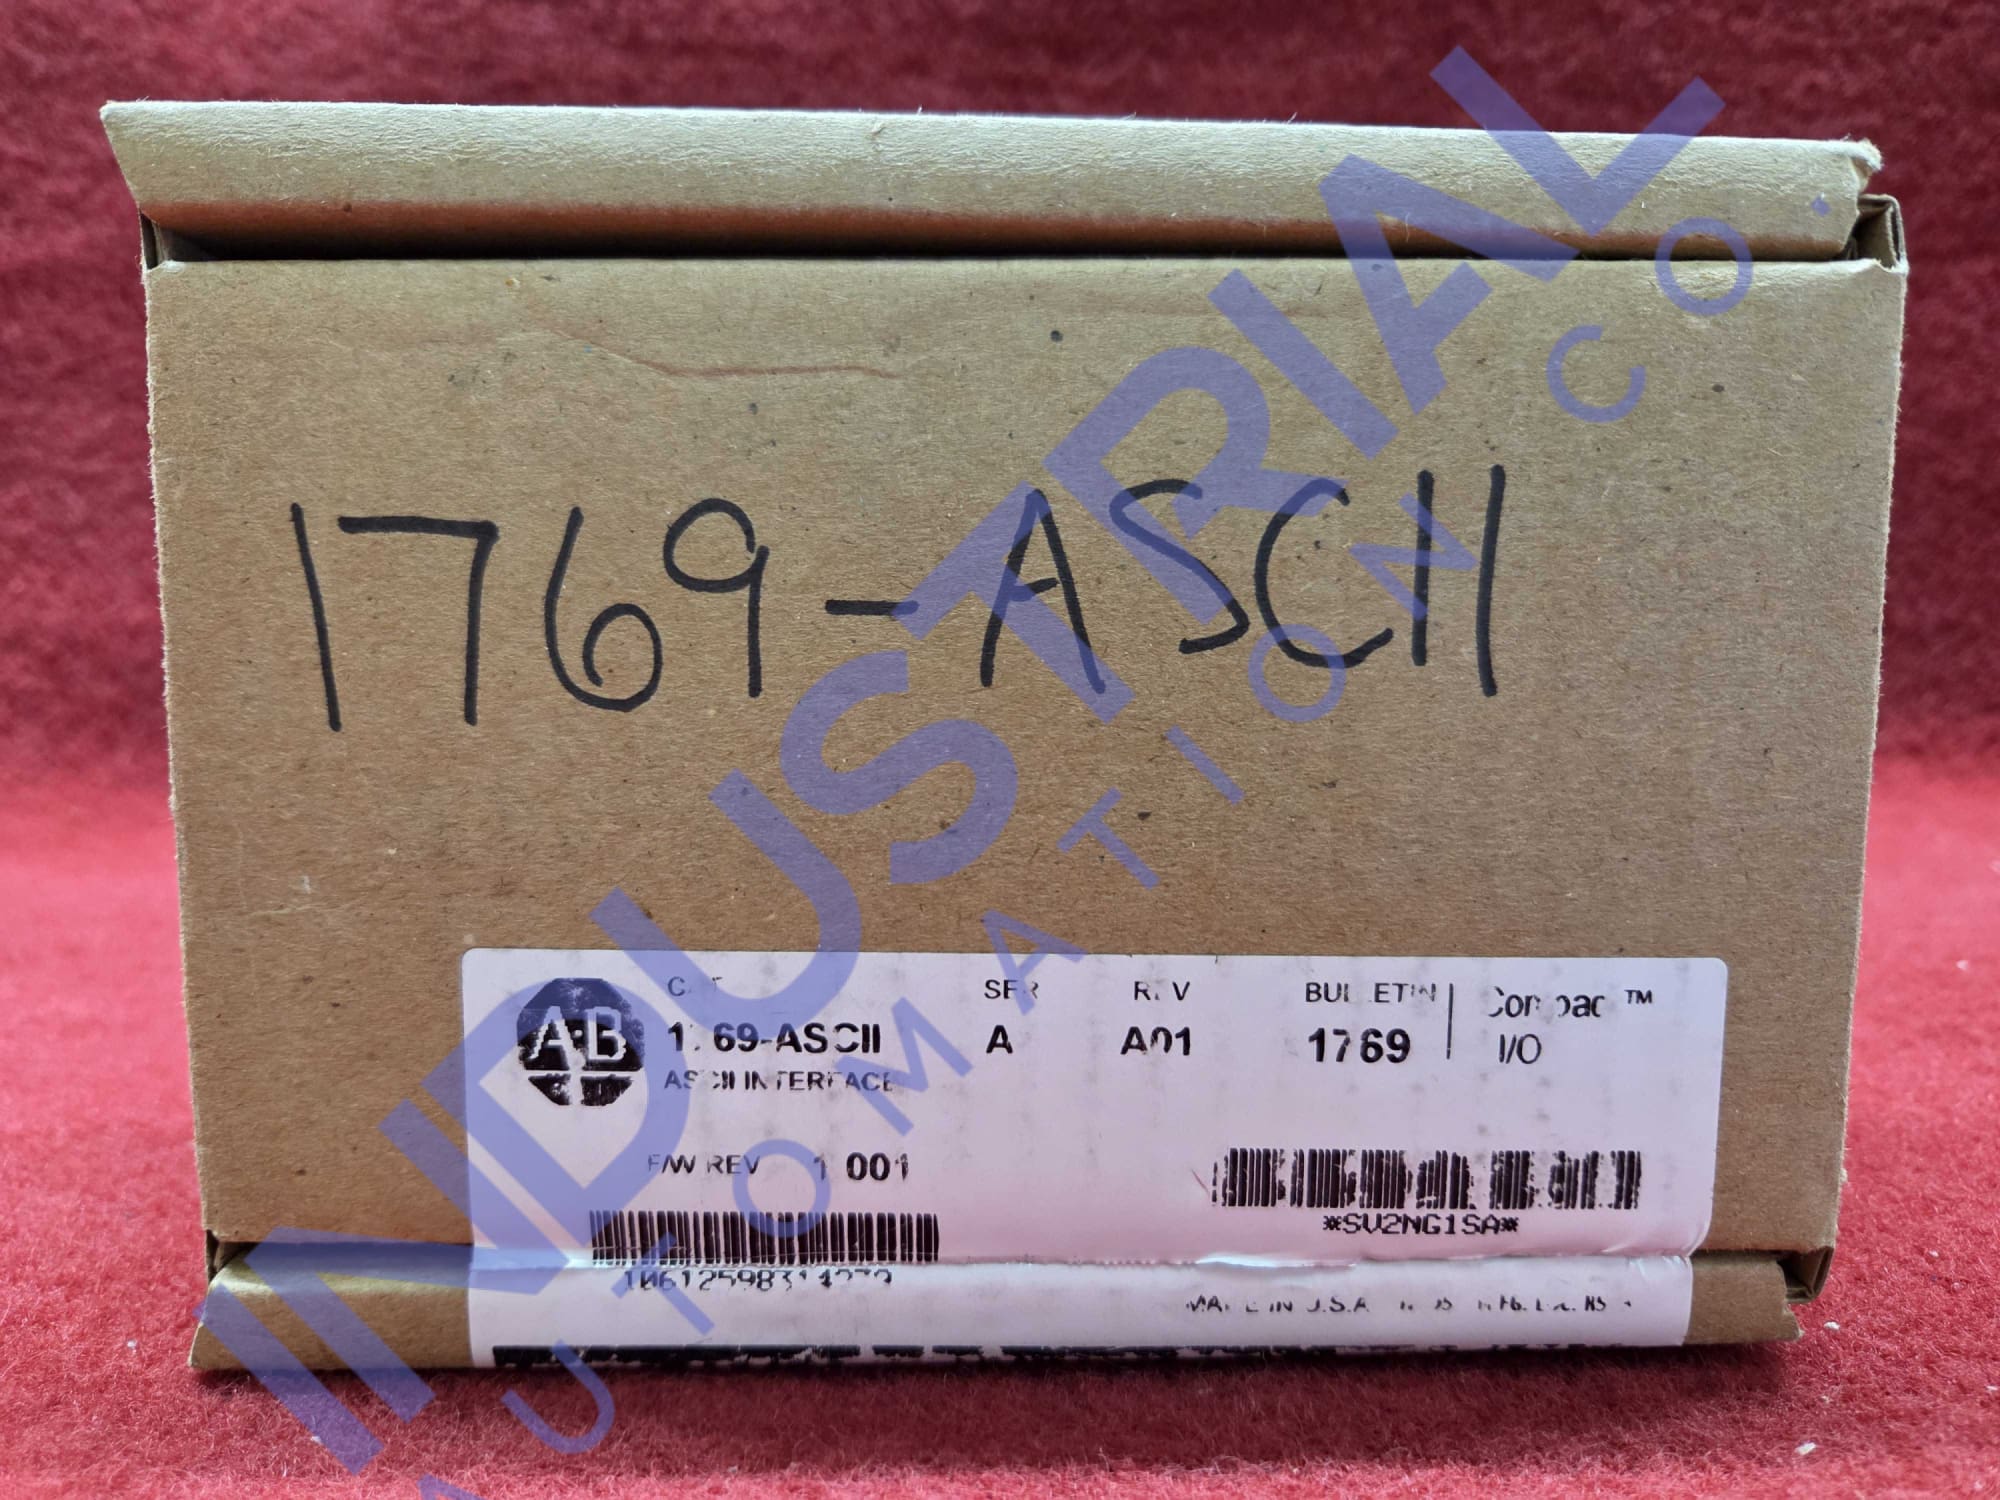 1769-ASCII
AB
CAT
SER
REV
BULLETIN
Compact™
1769-ASCII
A
A01
1769
I/O
ASCII INTERFACE
F/W REV 1.001
*SV2NG1SA*
MADE IN U.S.A.
INDUSTRIAL
AUTOMATION CO.